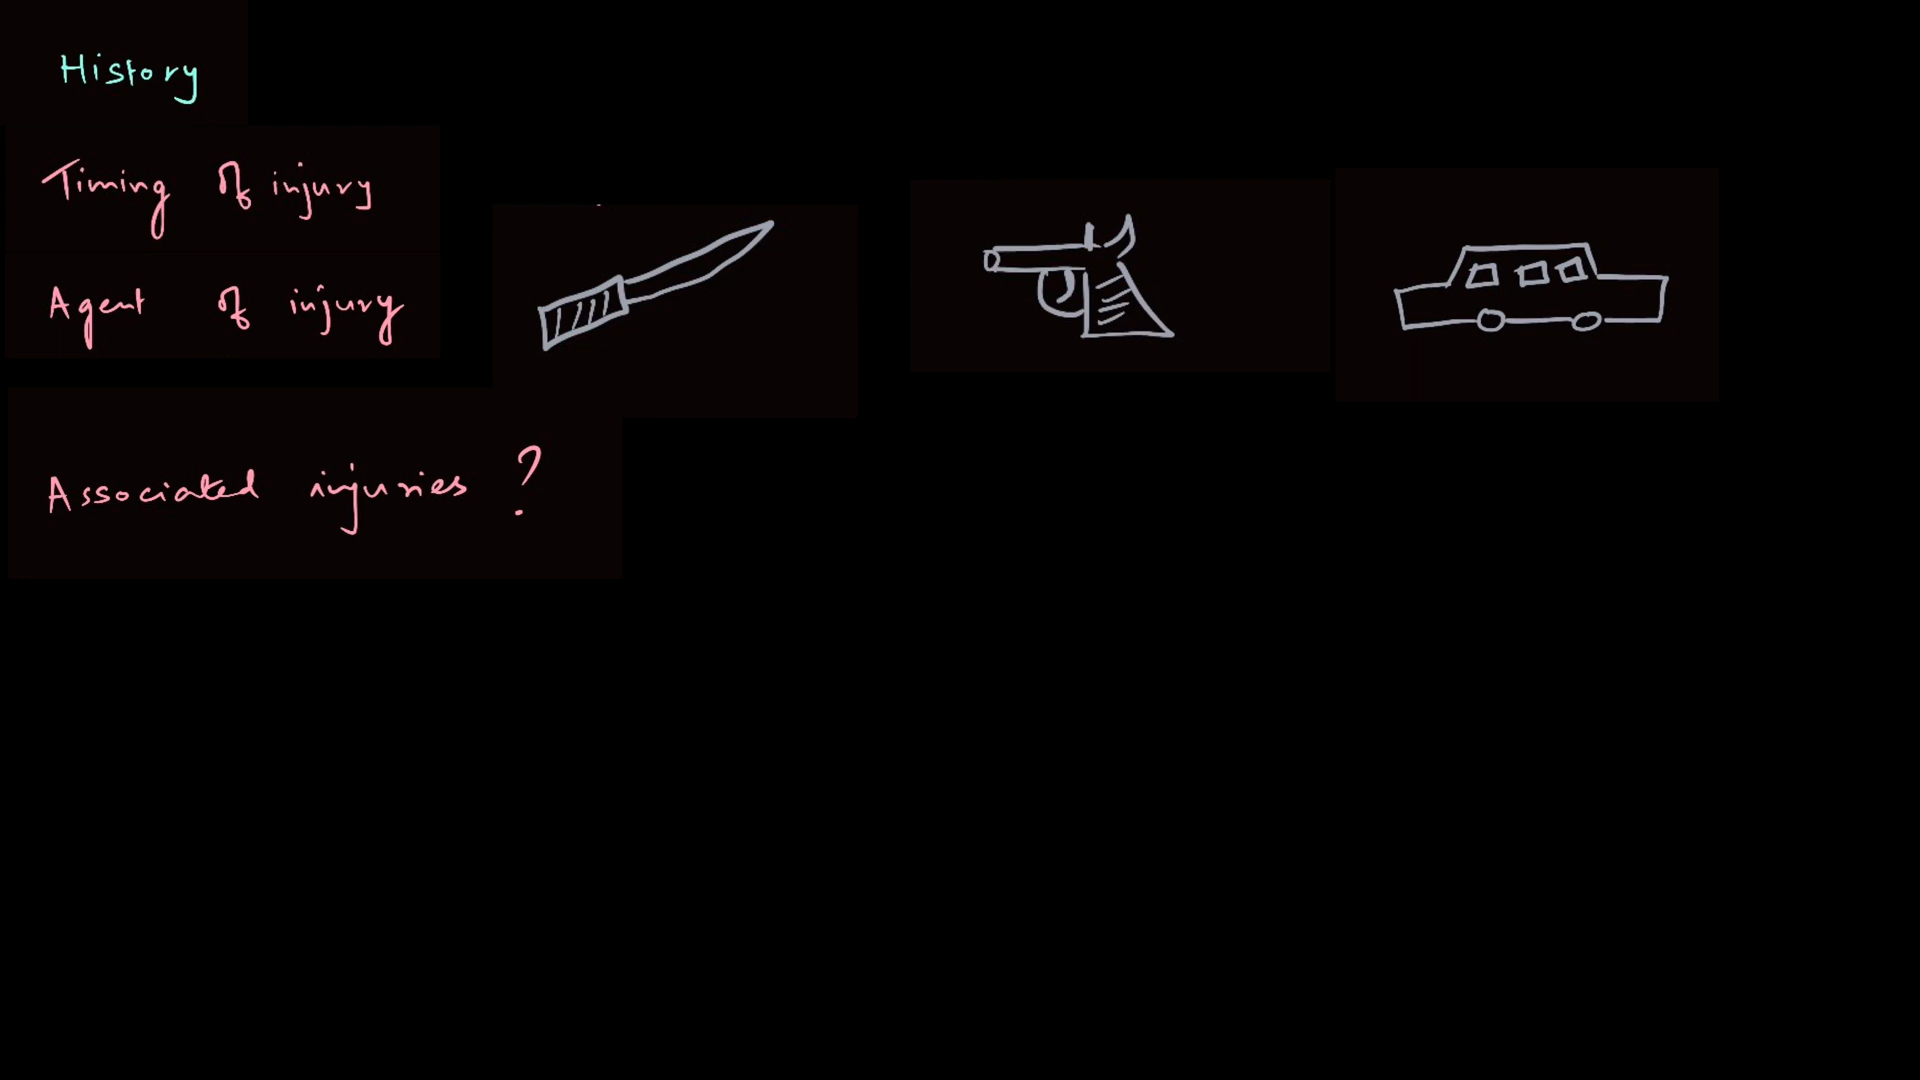 History
Timing of injury
Agent of injury
Associated injuries ?